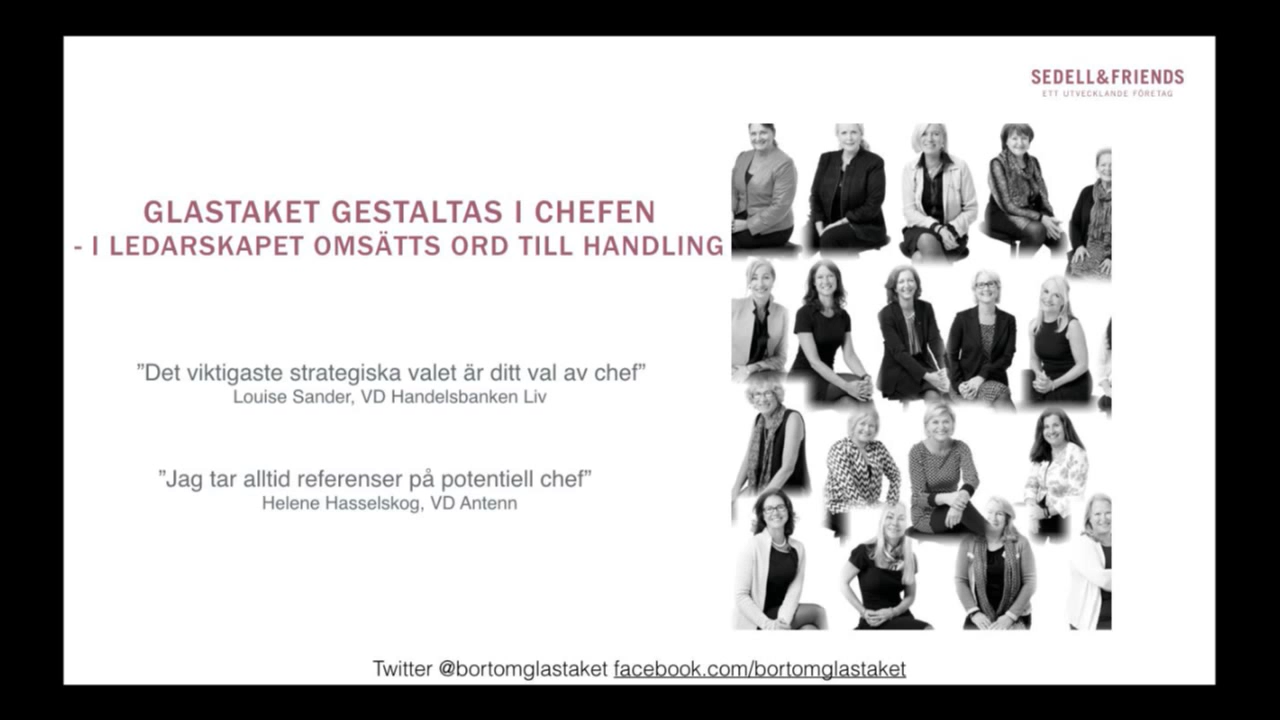 SEDELL&FRIENDS
ETT UTVECKLANDE FÖRETAG
GLASTAKET GESTALTAS I CHEFEN
- I LEDARSKAPET OMSÄTTS ORD TILL HANDLING
”Det viktigaste strategiska valet är ditt val av chef”
Louise Sander, VD Handelsbanken Liv
”Jag tar alltid referenser på potentiell chef”
Helene Hasselskog, VD Antenn
Twitter @bortomglastaket facebook.com/bortomglastaket